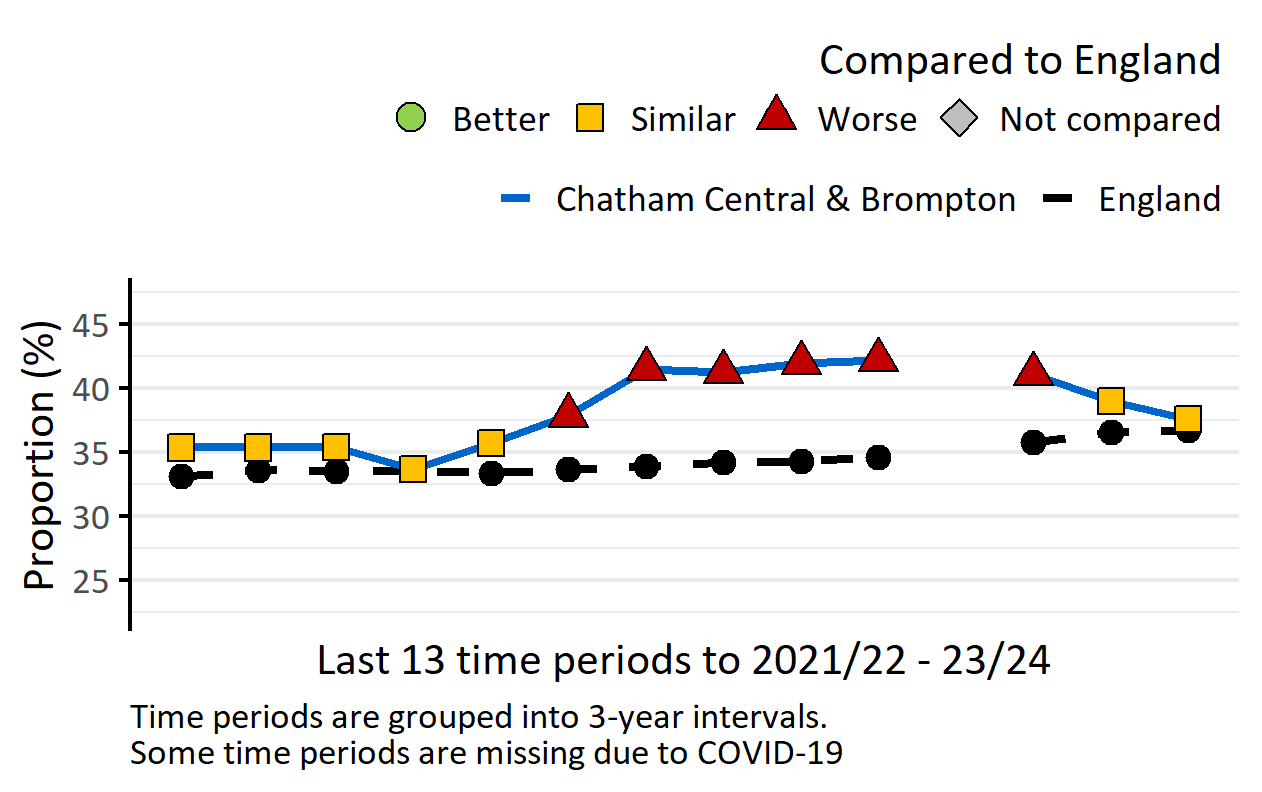 Compared to England
Better Similar Worse Not compared
Chatham Central & Brompton England
Proportion (%)
45
40
35
30
25
Last 13 time periods to 2021/22 - 23/24
Time periods are grouped into 3-year intervals.
Some time periods are missing due to COVID-19